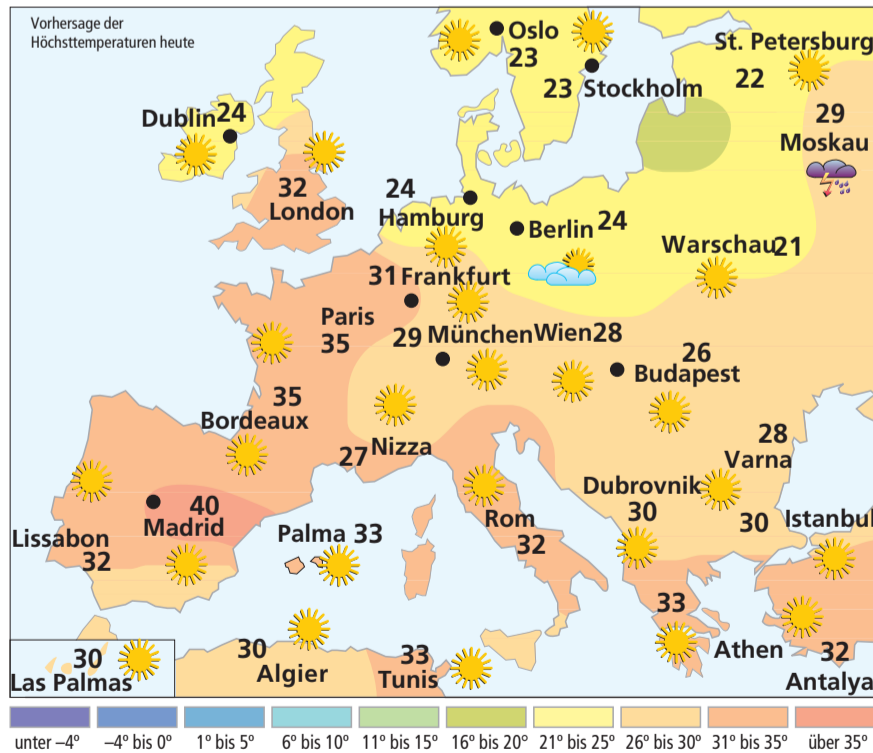 Vorhersage der
Höchsttemperaturen heute
Oslo
23
St. Petersburg
22
23 Stockholm
Dublin 24
29
Moskau
32
London
24
Hamburg
Berlin 24
Warschau 21
31 Frankfurt
Paris
35
29 München Wien 28
26
Budapest
35
Bordeaux
27 Nizza
28
Varna
Dubrovnik
30
30 Istanbul
40
Madrid
Rom
32
Lissabon
32
Palma 33
33
Athen
30
Las Palmas
30
Algier
33
Tunis
32
Antalya
unter –4° –4° bis 0° 1° bis 5° 6° bis 10° 11° bis 15° 16° bis 20° 21° bis 25° 26° bis 30° 31° bis 35° über 35°